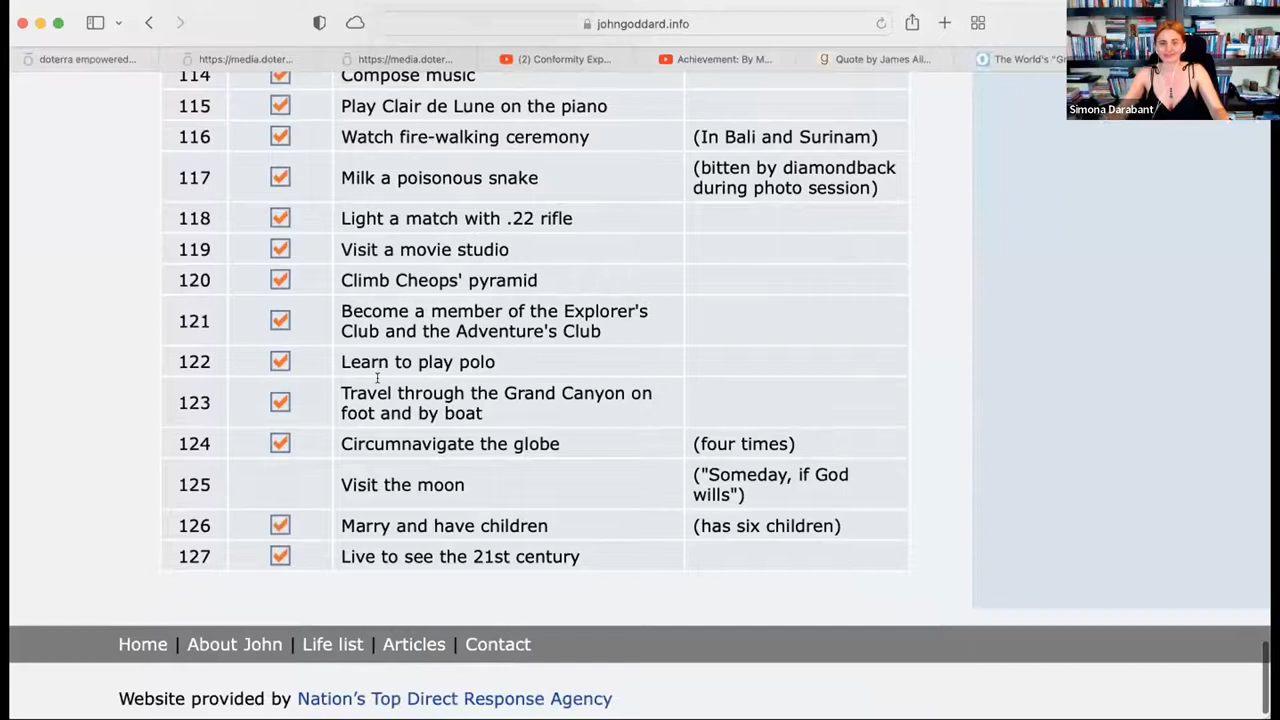 johngoddard.info
doterra empowered...
https://media.doter...
https://media.doter...
(2) Conformity Exp...
Achievement: By M...
Quote by James All...
The World's "Gr
Simona Darabant
114 Compose music
115 Play Clair de Lune on the piano
116 Watch fire-walking ceremony (In Bali and Surinam)
117 Milk a poisonous snake (bitten by diamondback
during photo session)
118 Light a match with .22 rifle
119 Visit a movie studio
120 Climb Cheops' pyramid
121 Become a member of the Explorer's
Club and the Adventure's Club
122 Learn to play polo
123 Travel through the Grand Canyon on
foot and by boat
124 Circumnavigate the globe (four times)
125 Visit the moon ("Someday, if God
wills")
126 Marry and have children (has six children)
127 Live to see the 21st century
Home | About John | Life list | Articles | Contact
Website provided by Nation's Top Direct Response Agency